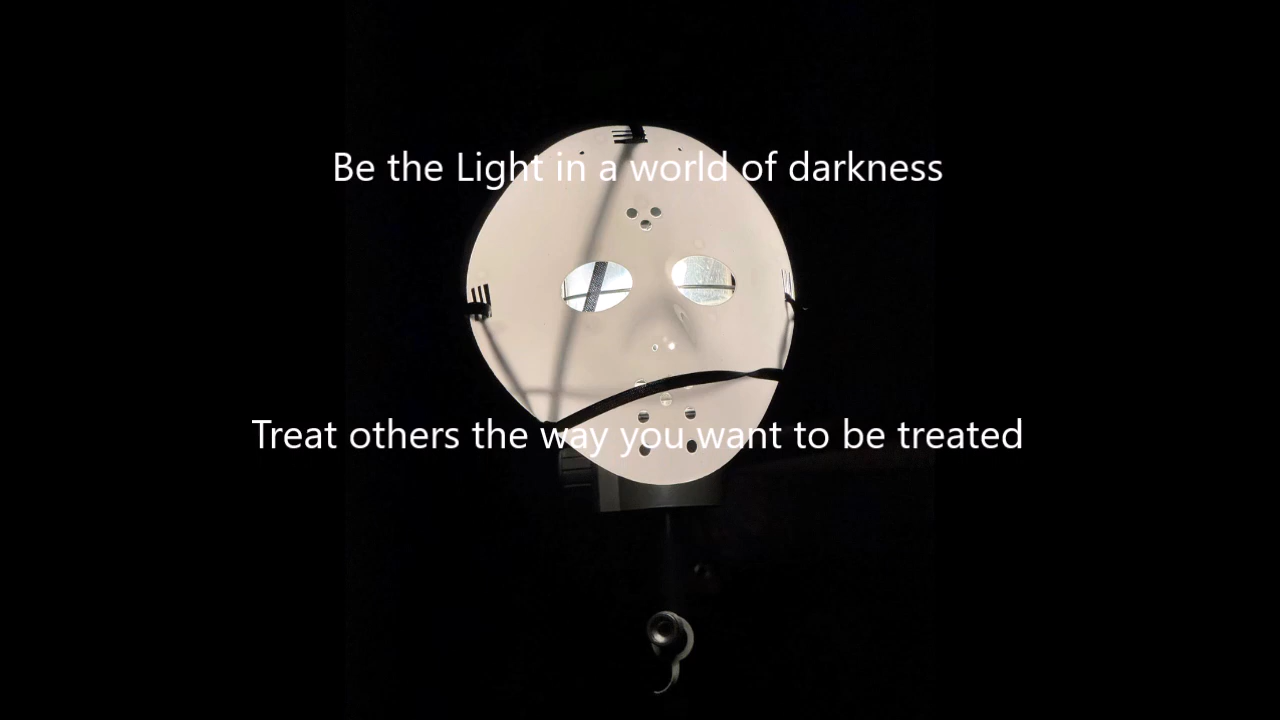 Be the Light in a world of darkness
Treat others the way you want to be treated